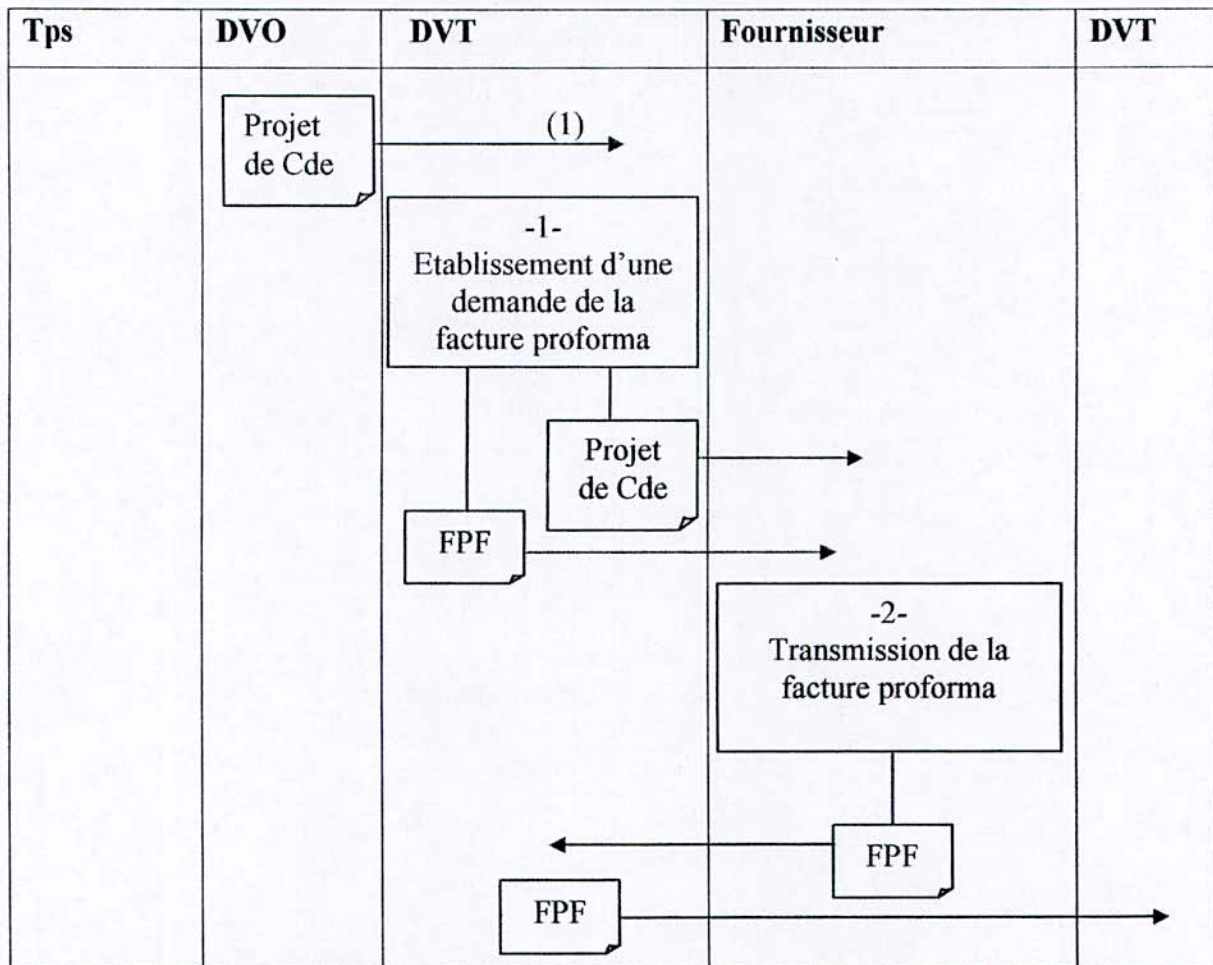 Tps DVO DVT Fournisseur DVT
Projet
de Cde
(1)
-1-
Etablissement d'une
demande de la
facture proforma
Projet
de Cde
FPF
-2-
Transmission de la
facture proforma
FPF
FPF